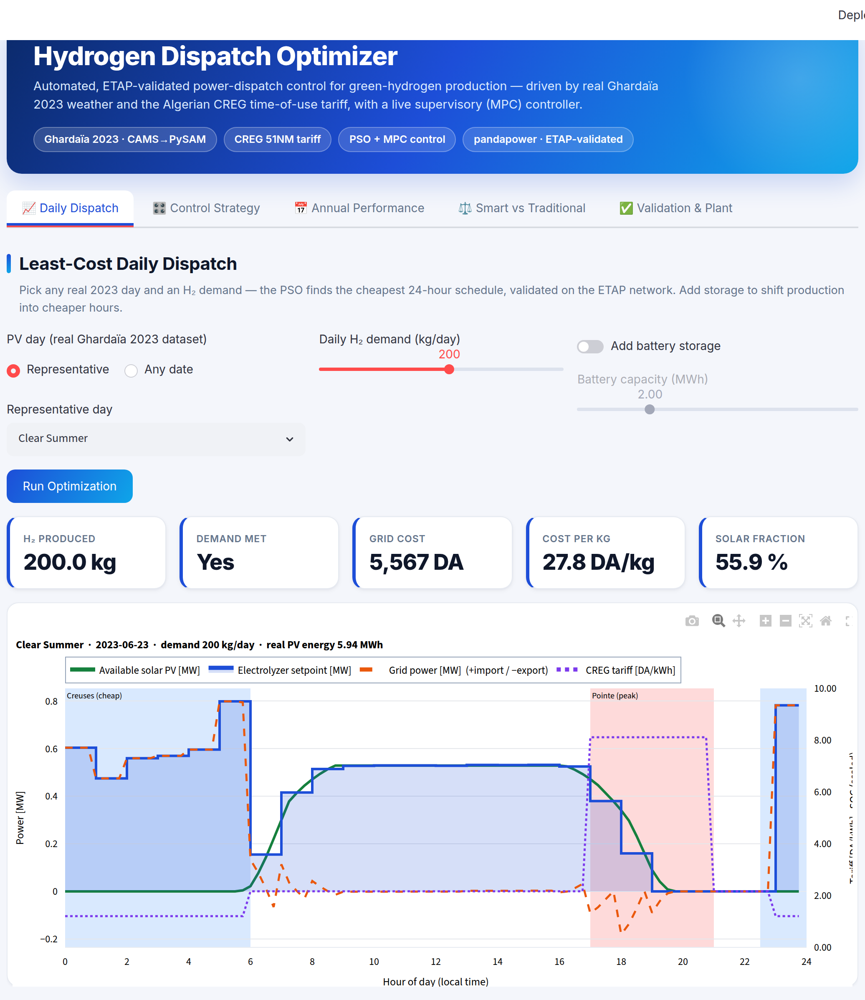 Hydrogen Dispatch Optimizer
Automated, ETAP-validated power-dispatch control for green-hydrogen production — driven by real Ghardaïa
2023 weather and the Algerian CREG time-of-use tariff, with a live supervisory (MPC) controller.
Ghardaïa 2023 · CAMS→PySAM
CREG 51NM tariff
PSO + MPC control
pandapower · ETAP-validated
Daily Dispatch
Control Strategy
Annual Performance
Smart vs Traditional
Validation & Plant
Least-Cost Daily Dispatch
Pick any real 2023 day and an H₂ demand — the PSO finds the cheapest 24-hour schedule, validated on the ETAP network. Add storage to shift production
into cheaper hours.
PV day (real Ghardaïa 2023 dataset)
Representative
Any date
Daily H₂ demand (kg/day)
200
Add battery storage
Battery capacity (MWh)
2.00
Representative day
Clear Summer
Run Optimization
H₂ PRODUCED
200.0 kg
DEMAND MET
Yes
GRID COST
5,567 DA
COST PER KG
27.8 DA/kg
SOLAR FRACTION
55.9 %
Clear Summer · 2023-06-23 · demand 200 kg/day · real PV energy 5.94 MWh
Available solar PV [MW]
Electrolyzer setpoint [MW]
Grid power [MW] (+import / −export)
CREG tariff [DA/kWh]
Creuses (cheap)
Pointe (peak)
Power [MW]
0.8
0.6
0.4
0.2
0
−0.2
10.00
8.00
6.00
4.00
2.00
0.00
0 2 4 6 8 10 12 14 16 18 20 22 24
Hour of day (local time)